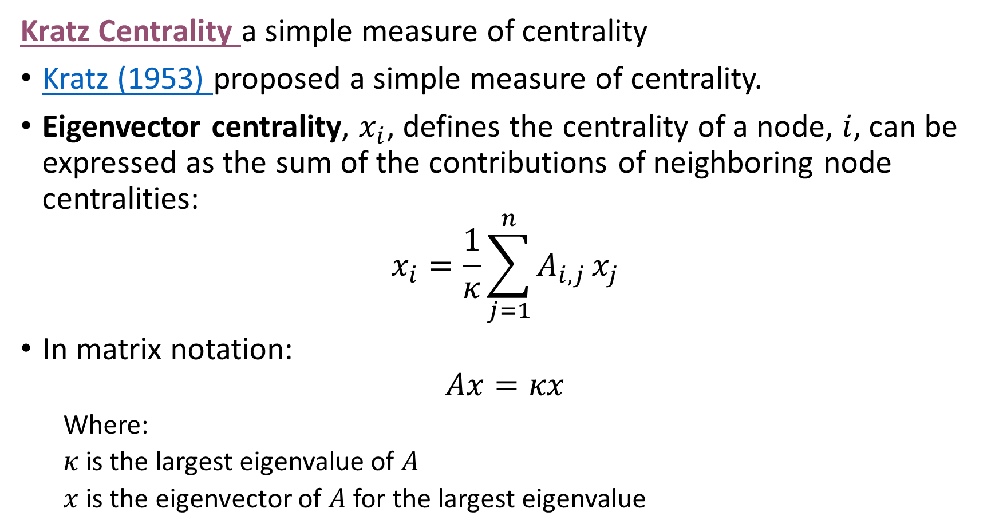 Kratz Centrality a simple measure of centrality
• Kratz (1953) proposed a simple measure of centrality.
• Eigenvector centrality, 𝑥ᵢ, defines the centrality of a node, 𝑖, can be
expressed as the sum of the contributions of neighboring node
centralities:
$x_i = \frac{1}{\kappa} \sum_{j=1}^{n} A_{i,j} \, x_j$
• In matrix notation:
𝐴𝑥 = 𝜅𝑥
Where:
𝜅 is the largest eigenvalue of 𝐴
𝑥 is the eigenvector of 𝐴 for the largest eigenvalue